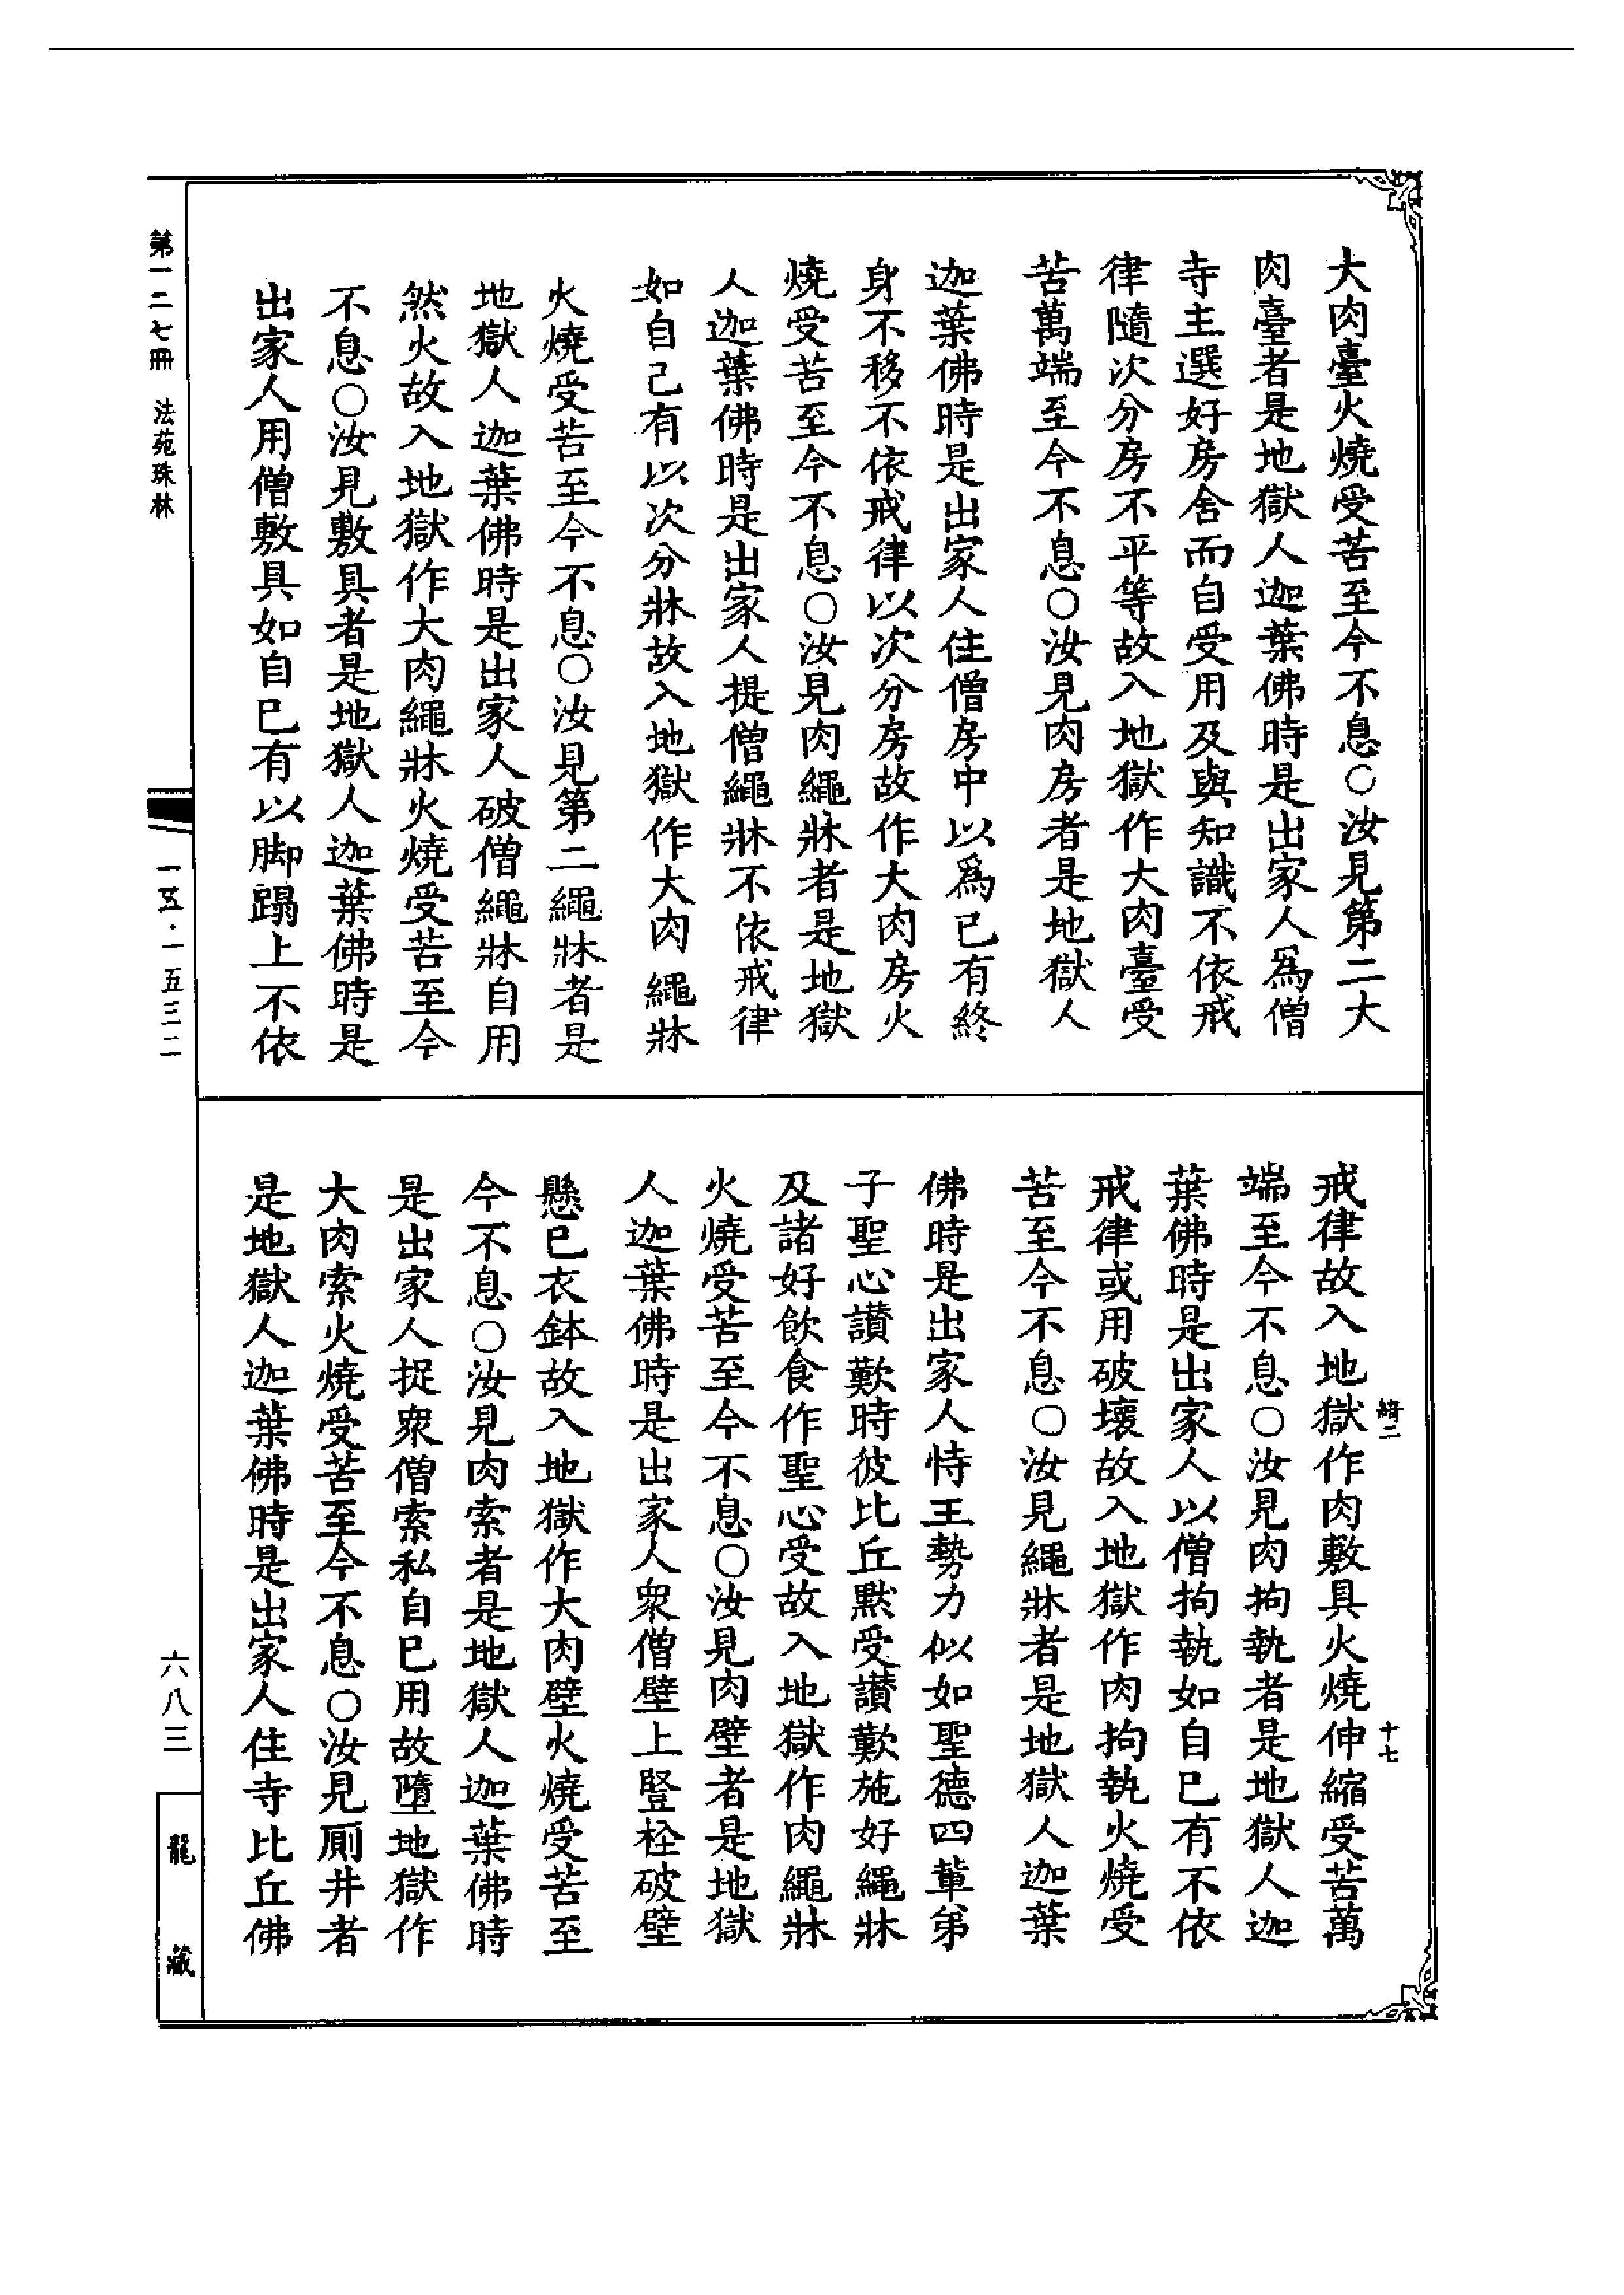 大肉臺火燒受苦至今不息○汝見第二大
肉臺者是地獄人迦葉佛時是出家人爲僧
寺主選好房舍而自受用及與知識不依戒
律隨次分房不平等故入地獄作大肉臺受
苦萬端至今不息○汝見肉房者是地獄人
迦葉佛時是出家人住僧房中以爲已有終
身不移不依戒律以次分房故作大肉房火
燒受苦至今不息○汝見肉繩牀者是地獄
人迦葉佛時是出家人提僧繩牀不依戒律
如自己有以次分牀故入地獄作大肉繩牀
火燒受苦至今不息○汝見第二繩牀者是
地獄人迦葉佛時是出家人破僧繩牀自用
然火故入地獄作大肉繩牀火燒受苦至今
不息○汝見敷具者是地獄人迦葉佛時是
出家人用僧敷具如自巳有以脚蹋上不依
戒律故入地獄作肉敷具火燒伸縮受苦萬
端至今不息○汝見肉拘執者是地獄人迦
葉佛時是出家人以僧拘執如自巳有不依
戒律或用破壞故入地獄作肉拘執火燒受
苦至今不息○汝見繩牀者是地獄人迦葉
佛時是出家人恃王勢力似如聖德四軰弟
子聖心讃歎時彼比丘黙受讃歎施好繩牀
及諸好飲食作聖心受故入地獄作肉繩牀
火燒受苦至今不息○汝見肉壁者是地獄
人迦葉佛時是出家人衆僧壁上豎栓破壁
懸巳衣鉢故入地獄作大肉壁火燒受苦至
今不息○汝見肉索者是地獄人迦葉佛時
是出家人捉衆僧索私自巳用故墮地獄作
大肉索火燒受苦至今不息○汝見厠井者
是地獄人迦葉佛時是出家人住寺比丘佛
綺二
十七
第一二七冊 法苑珠林
一五·一五三二
六八三
龍藏